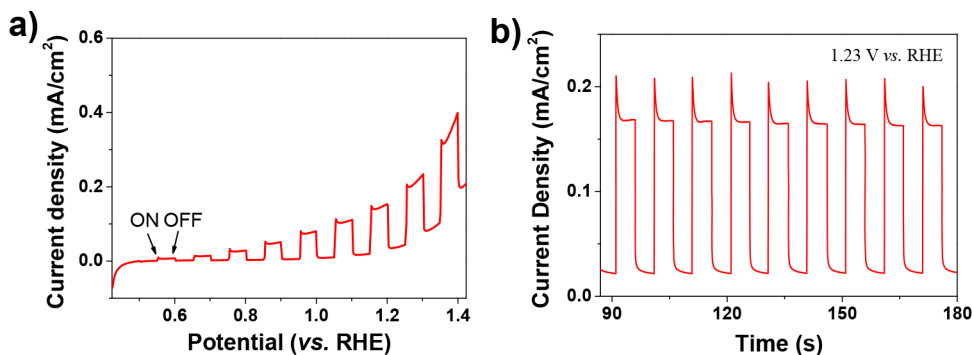 a)
Current density (mA/cm²)
0.6
0.4
0.2
0.0
ON OFF
0.6 0.8 1.0 1.2 1.4
Potential (vs. RHE)
b)
Current Density (mA/cm²)
0.2
0.1
0.0
1.23 V vs. RHE
90 120 150 180
Time (s)